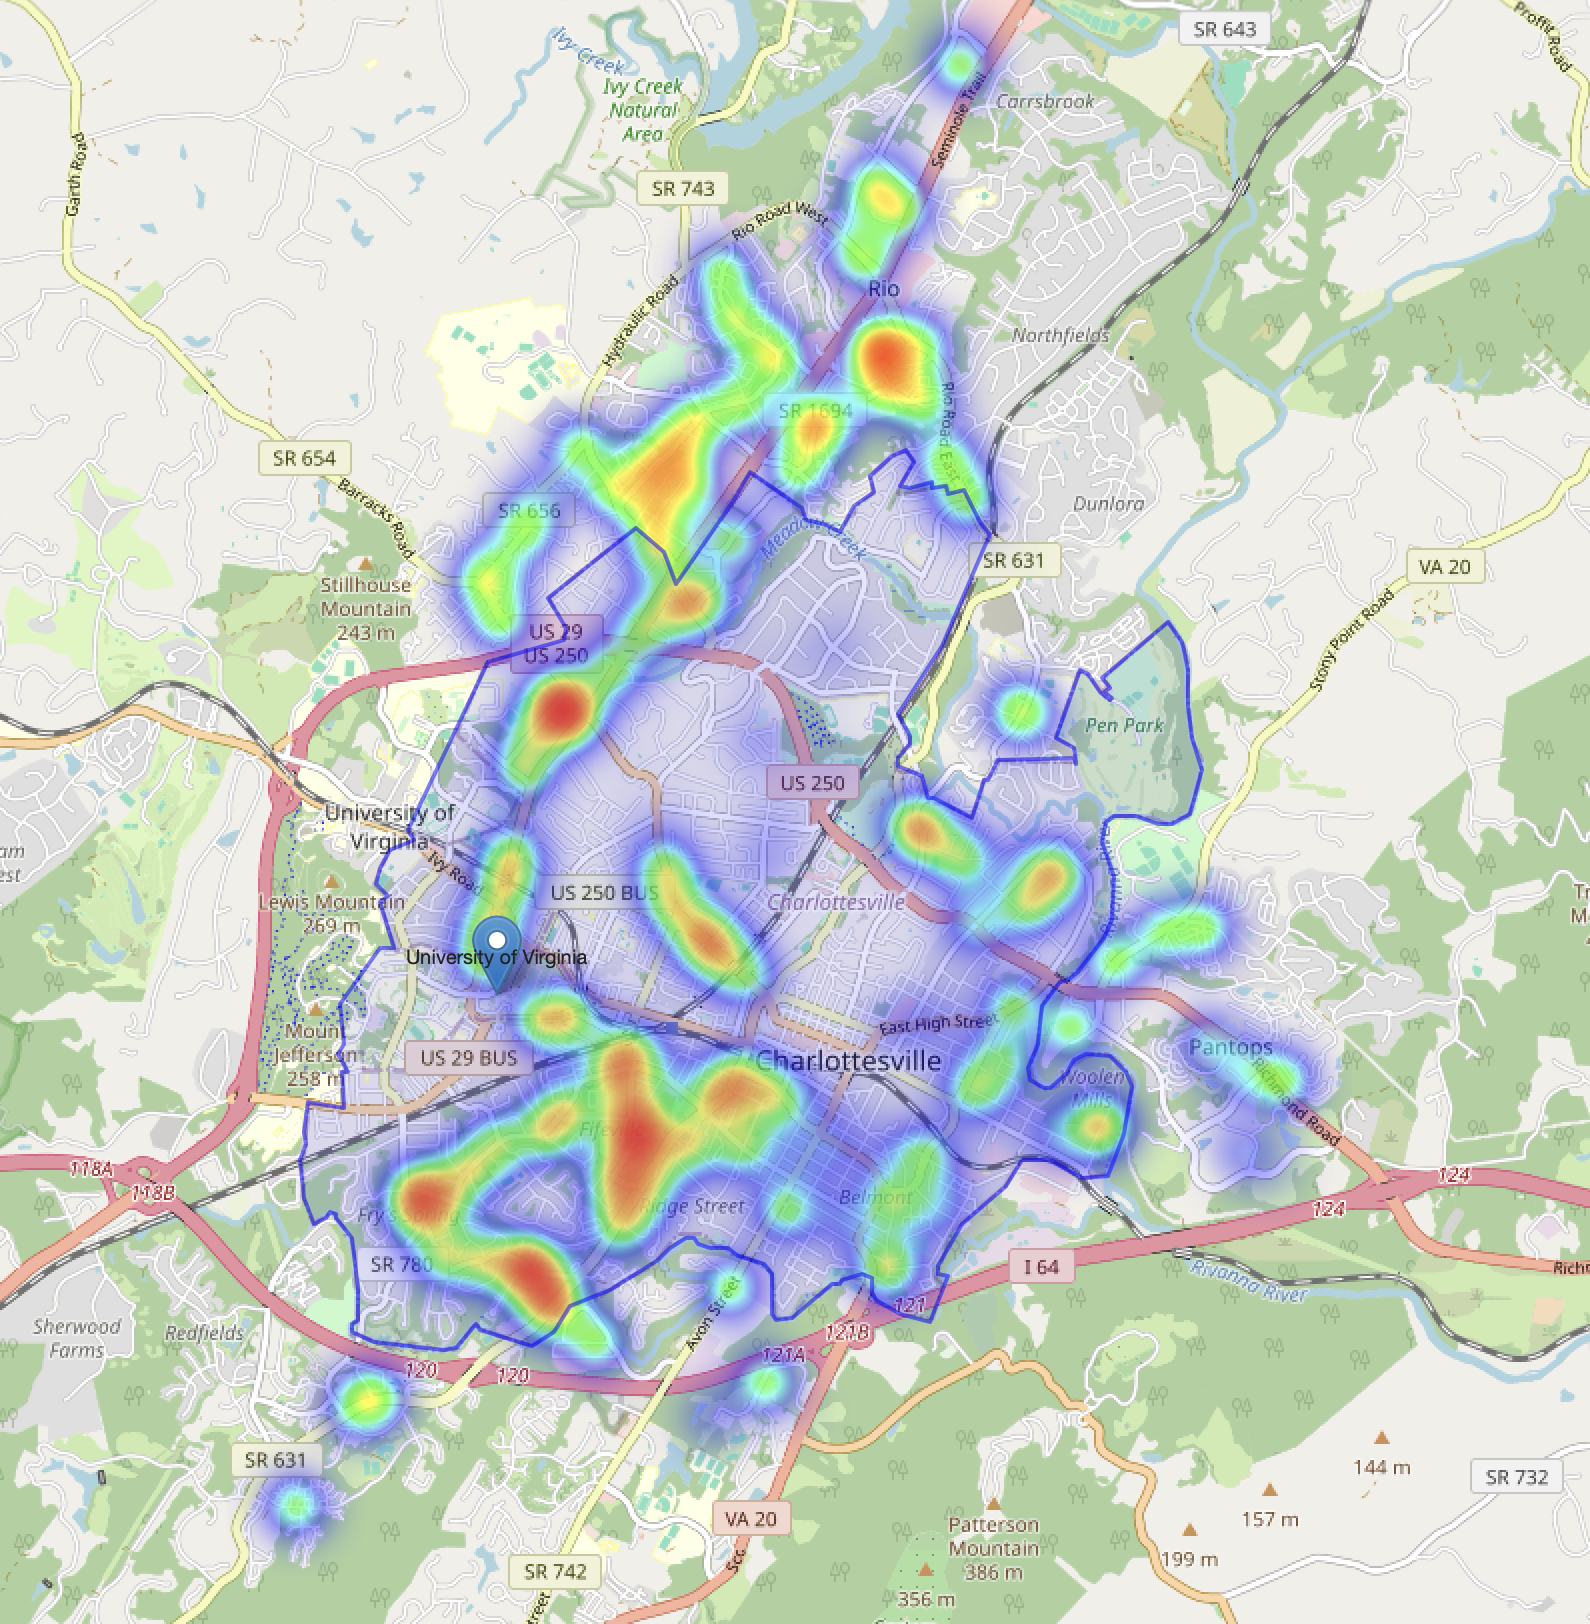 SR 643
Proffit Road
Ivy Creek
Ivy Creek
Natural
Area
Carrsbrook
Seminole Trail
Garth Road
SR 743
Rio Road West
Rio
Hydraulic Road
Northfields
SR 1694
Rio Road East
SR 654
Barracks Road
SR 656
Dunlora
Meadow Creek
SR 631
VA 20
Stillhouse
Mountain
243 m
US 29
US 250
Stony Point Road
Pen Park
US 250
University of
Virginia
Ivy Road
am
est
US 250 BUS
Lewis Mountain
269 m
Charlottesville
University of Virginia
Mount
Jefferson
258 m
US 29 BUS
East High Street
Charlottesville
Pantops
Woolen
Mills
Richmond Road
Fifeville
118A
118B
124
124
Fry's Spring
Ridge Street
Belmont
SR 780
I 64
Rivanna River
121
Avon Street
Sherwood
Farms
Redfields
121B
121A
120
120
SR 631
144 m
SR 732
VA 20
157 m
Patterson
Mountain
386 m
199 m
SR 742
356 m